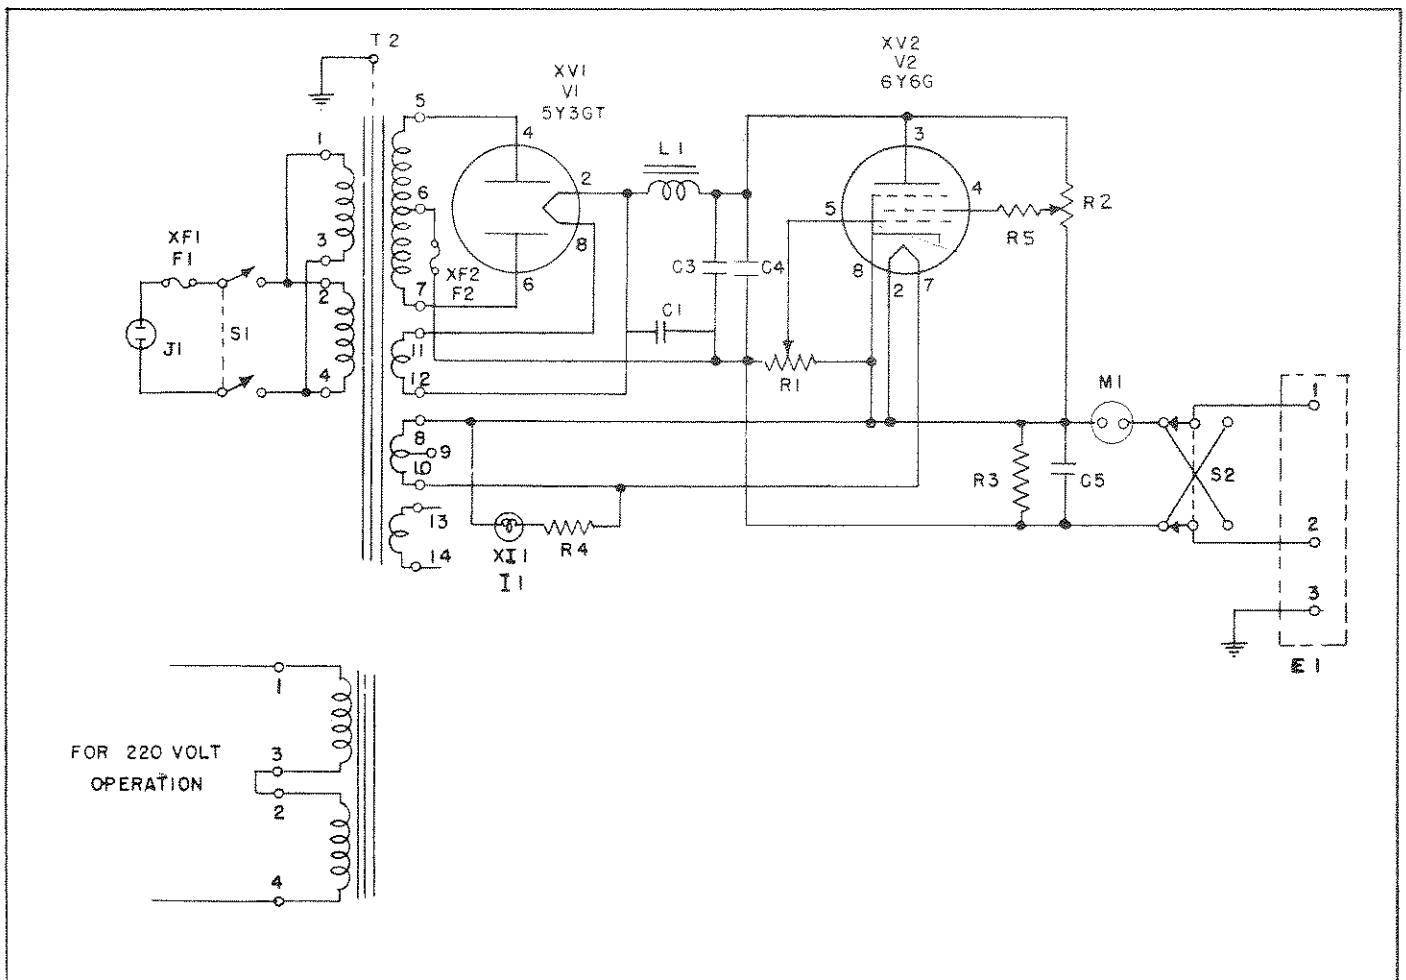 T2
XV1
V1
5Y3GT
XV2
V2
6Y6G
5
4
3
1
L1
2
4
6
5
R2
R5
8
3
XF1
F1
C3
C4
8
2
7
XF2
F2
6
2
7
C1
J1
S1
11
R1
4
12
M1
1
8
9
10
R3
C5
S2
13
2
14
XI1
I1
R4
3
E1
1
FOR 220 VOLT
OPERATION
3
2
4